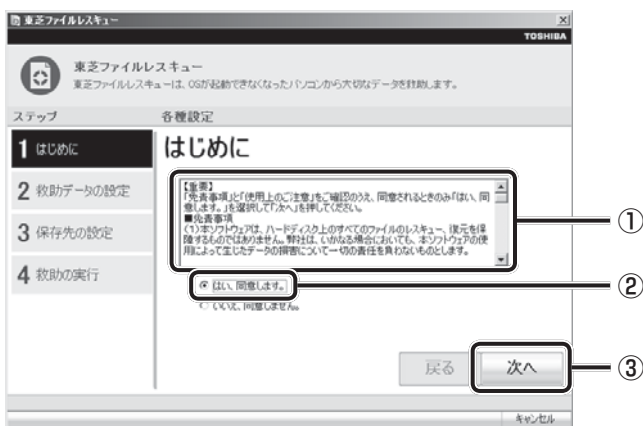 東芝ファイルレスキュー
TOSHIBA
東芝ファイルレスキュー
東芝ファイルレスキューは、OSが起動できなくなったパソコンから大切なデータを救助します。
ステップ
各種設定
1 はじめに
2 救助データの設定
3 保存先の設定
4 救助の実行
はじめに
【重要】
「免責事項」と「使用上のご注意」をご確認のうえ、同意されるときのみ「はい、同
意します。」を選択して「次へ」を押してください。
■免責事項
(1)本ソフトウェアは、ハードディスク上のすべてのファイルのレスキュー、復元を保
障するものではありません。弊社は、いかなる場合においても、本ソフトウェアの使
用によって生じたデータの損害について一切の責任を負わないものとします。
①
はい、同意します。
②
いいえ、同意しません。
戻る
次へ
③
キャンセル